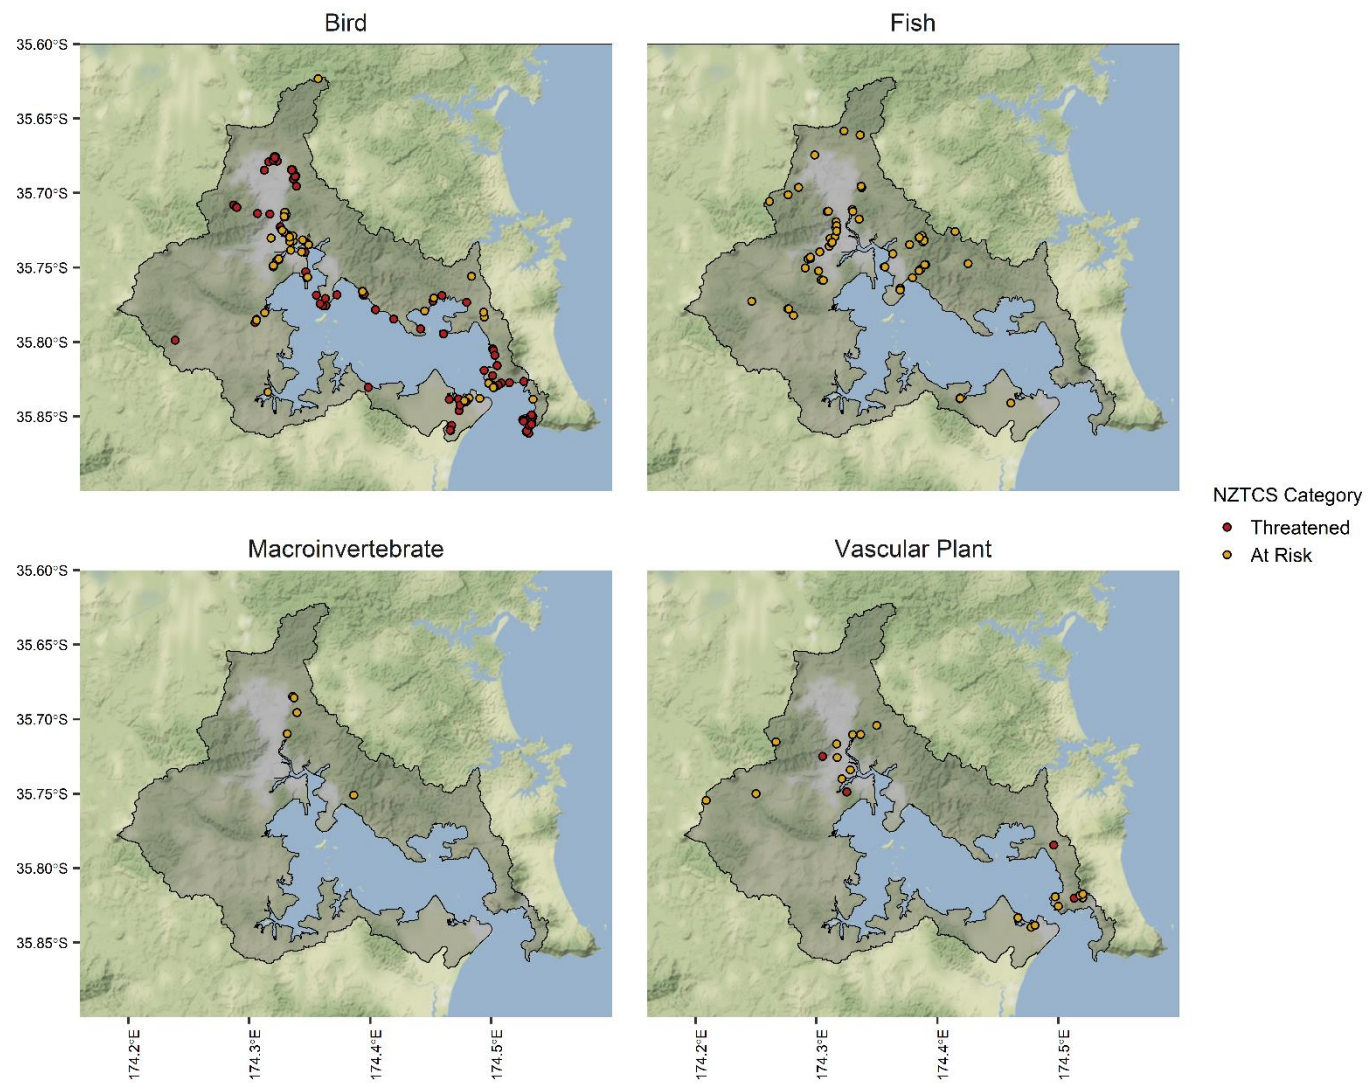 Bird
Fish
35.60°S
35.65°S
35.70°S
35.75°S
35.80°S
35.85°S
NZTCS Category
Threatened
At Risk
Macroinvertebrate
Vascular Plant
35.60°S
35.65°S
35.70°S
35.75°S
35.80°S
35.85°S
174.2°E
174.3°E
174.4°E
174.5°E
174.2°E
174.3°E
174.4°E
174.5°E